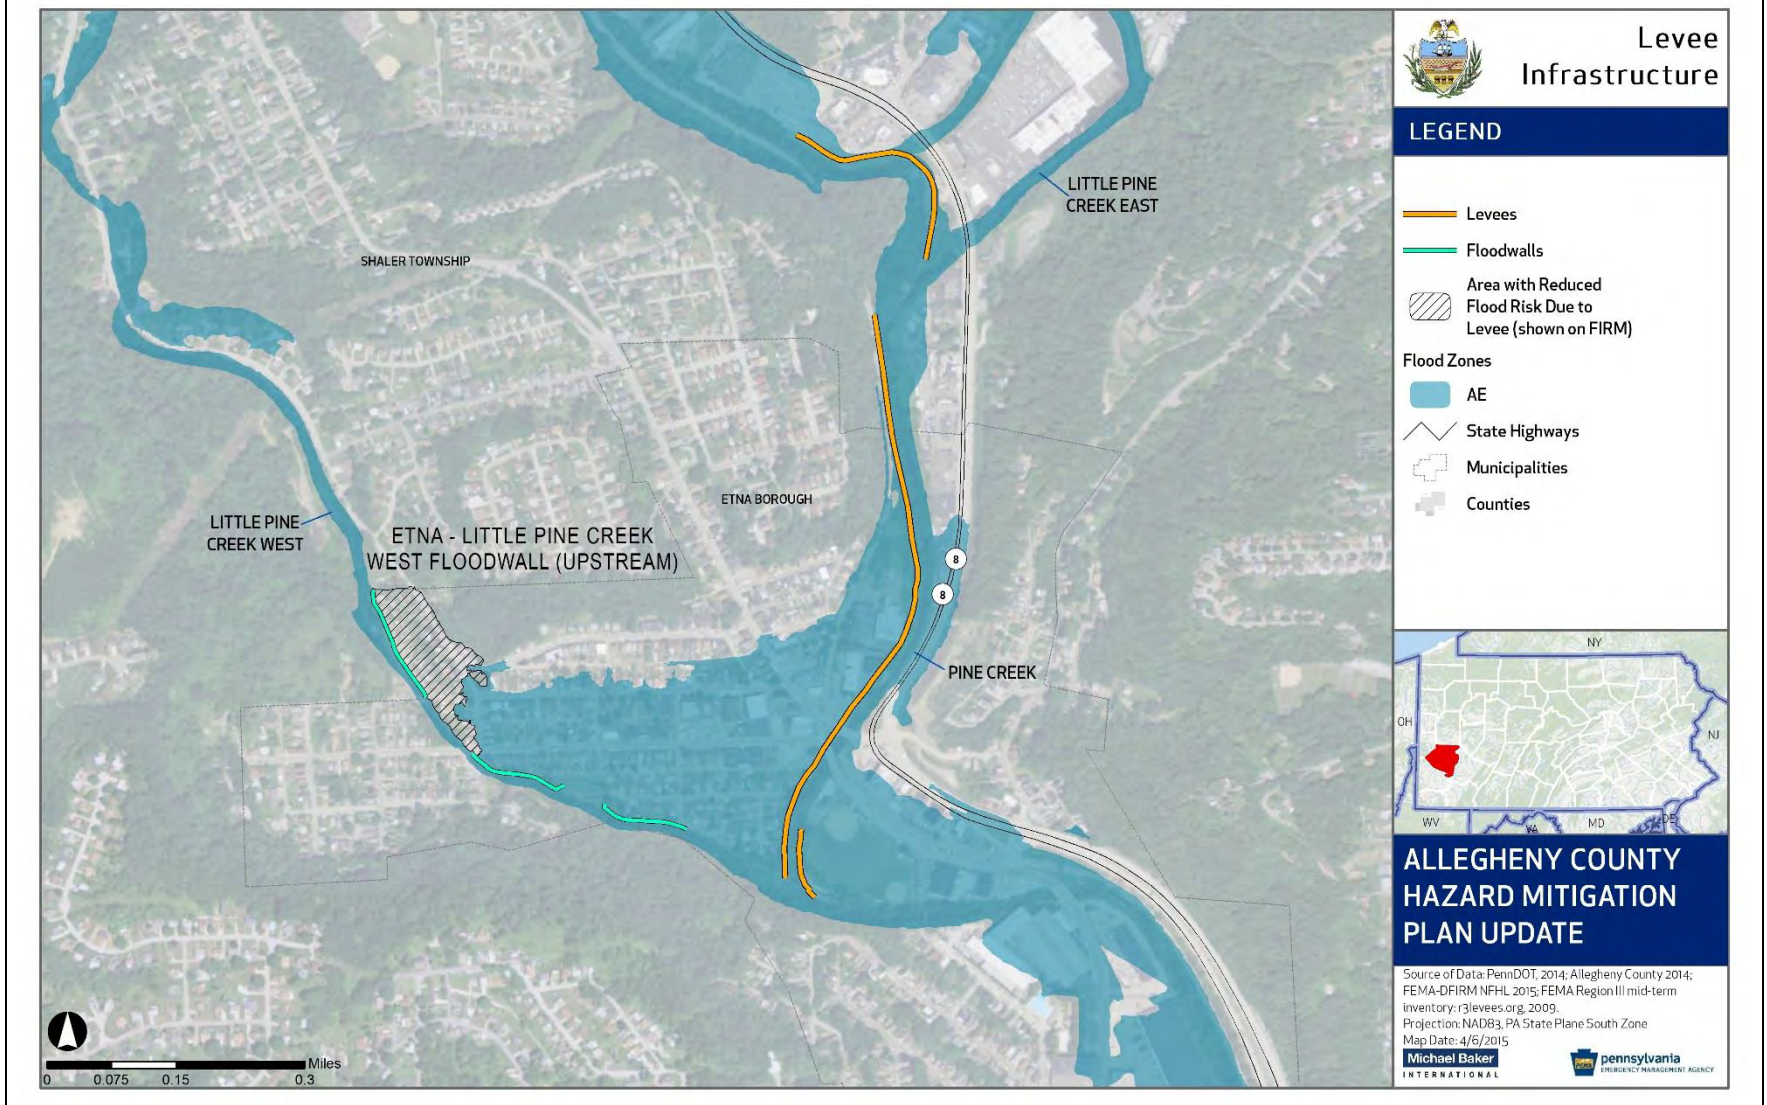 LITTLE PINE
CREEK EAST
SHALER TOWNSHIP
ETNA BOROUGH
LITTLE PINE
CREEK WEST
ETNA - LITTLE PINE CREEK
WEST FLOODWALL (UPSTREAM)
8
8
PINE CREEK
Miles
0 0.075 0.15 0.3
Levee
Infrastructure
LEGEND
Levees
Floodwalls
Area with Reduced
Flood Risk Due to
Levee (shown on FIRM)
Flood Zones
AE
State Highways
Municipalities
Counties
NY
OH
NJ
WV
VA
MD
DE
ALLEGHENY COUNTY
HAZARD MITIGATION
PLAN UPDATE
Source of Data: PennDOT, 2014; Allegheny County 2014;
FEMA-DFIRM NFHL 2015; FEMA Region III mid-term
inventory: r3levees.org, 2009.
Projection: NAD83, PA State Plane South Zone
Map Date: 4/6/2015
Michael Baker
INTERNATIONAL
pennsylvania
EMERGENCY MANAGEMENT AGENCY